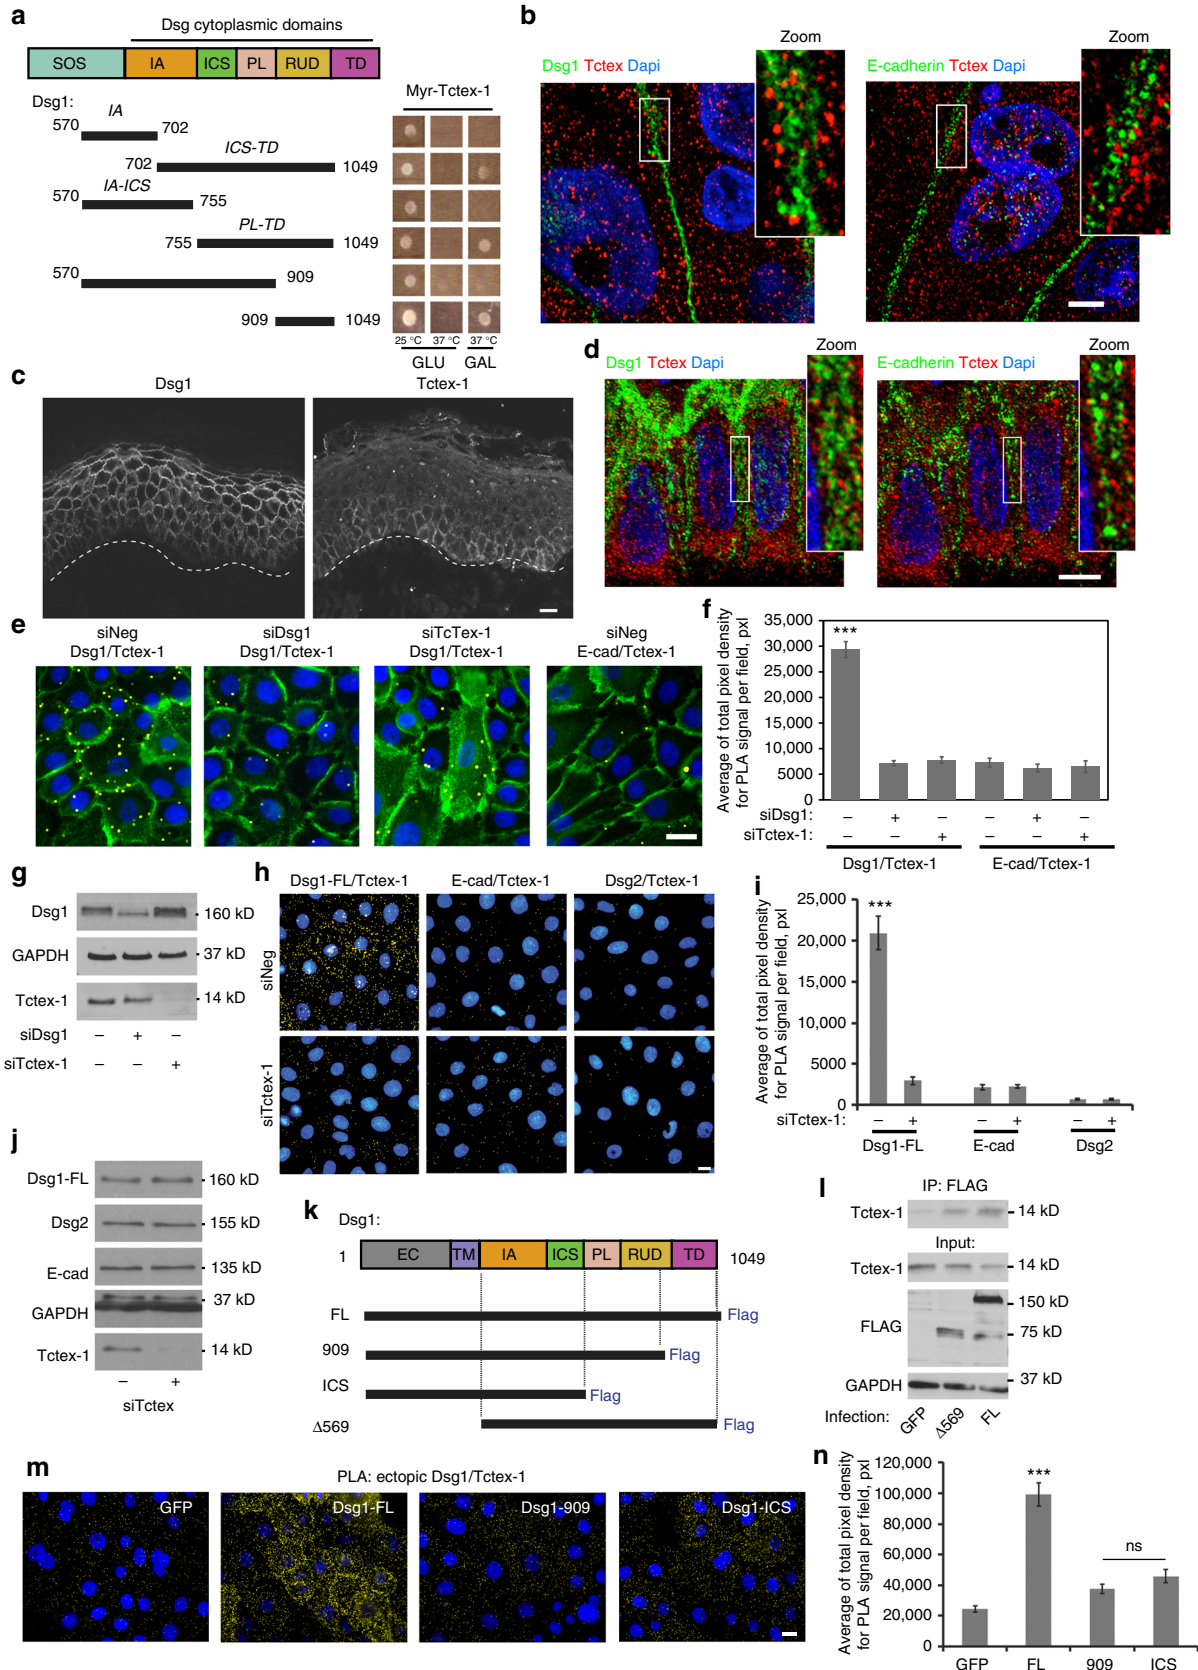 a
Dsg cytoplasmic domains
SOS IA ICS PL RUD TD
Dsg1:
Myr-Tctex-1
IA
570 702
ICS-TD
702 1049
IA-ICS
570 755
PL-TD
755 1049
570 909
909 1049
25 °C 37 °C 37 °C
GLU GAL
b
Zoom
Dsg1 Tctex Dapi
Zoom
E-cadherin Tctex Dapi
c
Dsg1
Tctex-1
d
Zoom
Dsg1 Tctex Dapi
Zoom
E-cadherin Tctex Dapi
e
siNeg
Dsg1/Tctex-1
siDsg1
Dsg1/Tctex-1
siTcTex-1
Dsg1/Tctex-1
siNeg
E-cad/Tctex-1
f
Average of total pixel density
for PLA signal per field, pxl
35,000
30,000
25,000
20,000
15,000
10,000
5000
0
***
siDsg1: – + – – + –
siTctex-1: – – + – – +
Dsg1/Tctex-1 E-cad/Tctex-1
g
Dsg1 160 kD
GAPDH 37 kD
Tctex-1 14 kD
siDsg1 – + –
siTctex-1 – – +
h
Dsg1-FL/Tctex-1 E-cad/Tctex-1 Dsg2/Tctex-1
siNeg
siTctex-1
i
Average of total pixel density
for PLA signal per field, pxl
25,000
20,000
15,000
10,000
5000
0
***
siTctex-1: – + – + – +
Dsg1-FL E-cad Dsg2
j
Dsg1-FL 160 kD
Dsg2 155 kD
E-cad 135 kD
GAPDH 37 kD
Tctex-1 14 kD
– +
siTctex
k
Dsg1:
1 EC TM IA ICS PL RUD TD 1049
FL Flag
909 Flag
ICS Flag
Δ569 Flag
l
IP: FLAG
Tctex-1 14 kD
Input:
Tctex-1 14 kD
FLAG 150 kD
75 kD
GAPDH 37 kD
Infection: GFP Δ569 FL
m
PLA: ectopic Dsg1/Tctex-1
GFP Dsg1-FL Dsg1-909 Dsg1-ICS
n
Average of total pixel density
for PLA signal per field, pxl
120,000
100,000
80,000
60,000
40,000
20,000
0
***
ns
GFP FL 909 ICS